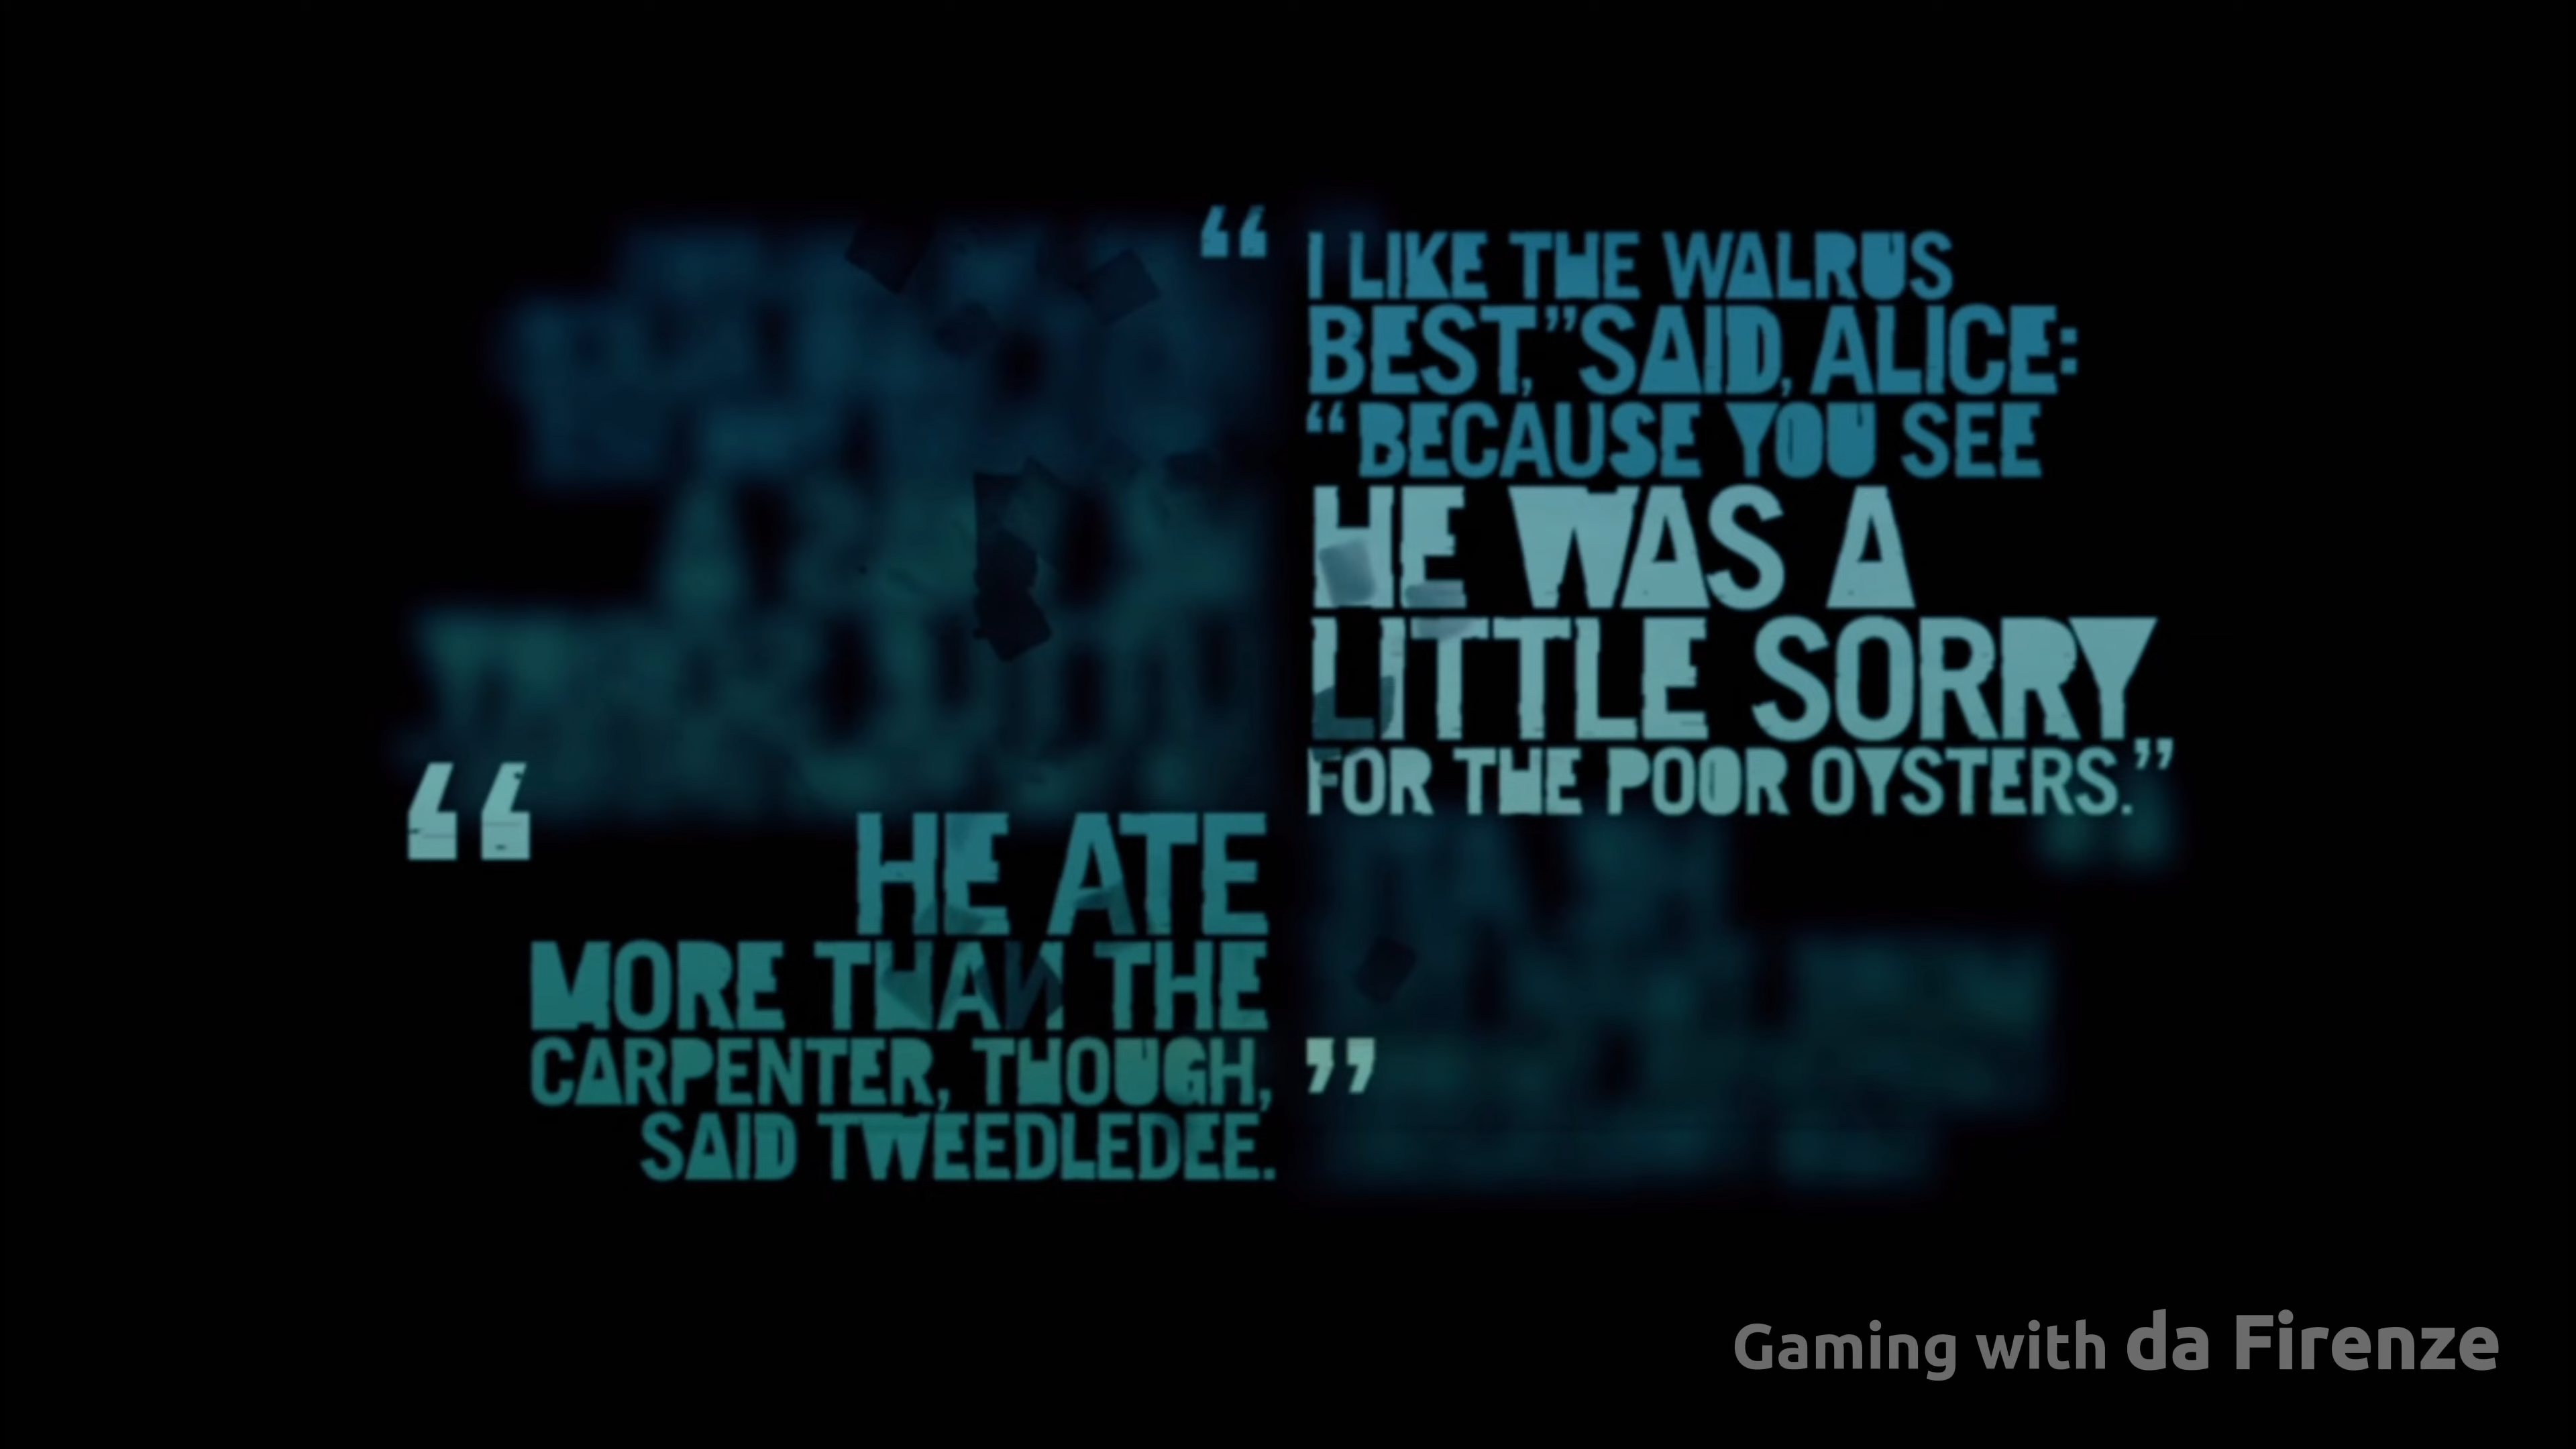 “ I LIKE THE WALRUS
BEST,” SAID, ALICE:
“BECAUSE YOU SEE
HE WAS A
LITTLE SORRY
FOR THE POOR OYSTERS.”
“ HE ATE
MORE THAN THE
CARPENTER, THOUGH, ”
SAID TWEEDLEDEE.
Gaming with da Firenze